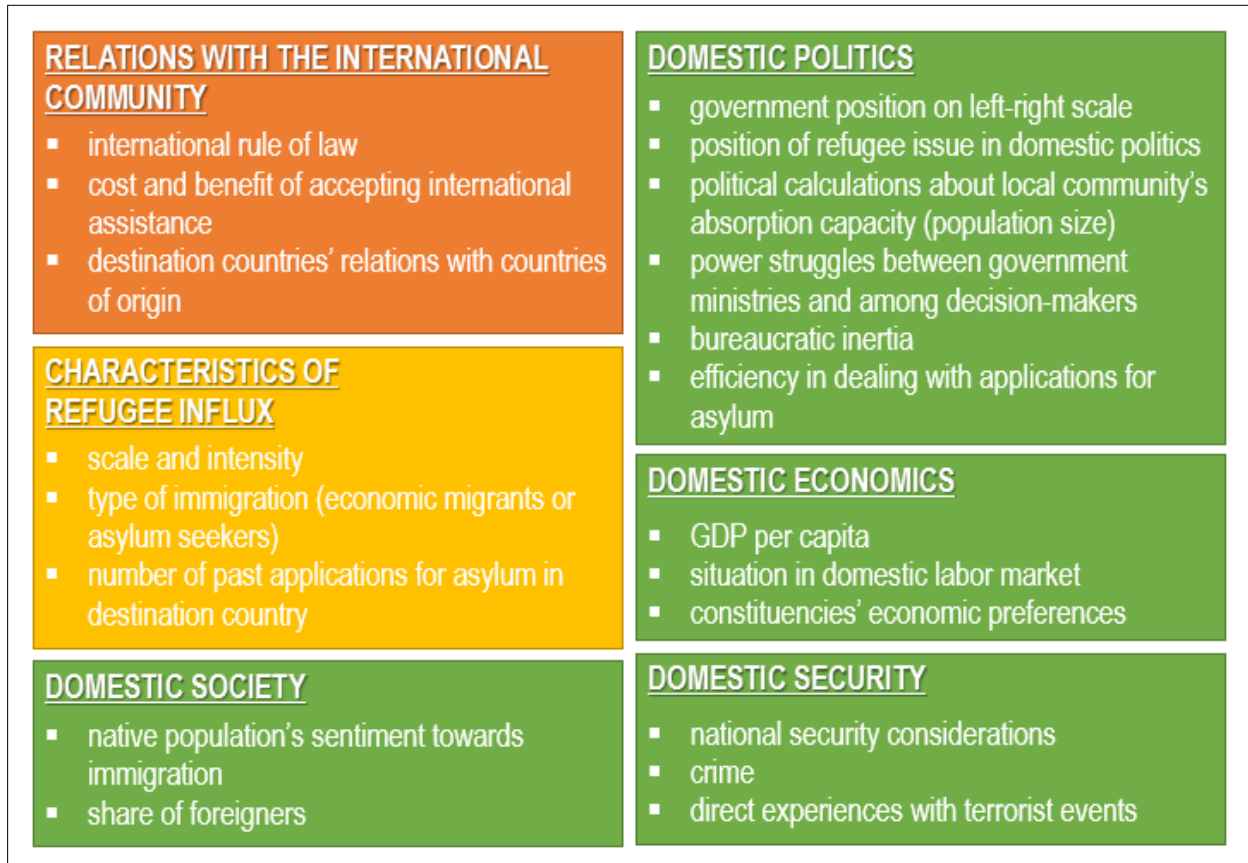 RELATIONS WITH THE INTERNATIONAL
COMMUNITY
▪ international rule of law
▪ cost and benefit of accepting international
assistance
▪ destination countries’ relations with countries
of origin
CHARACTERISTICS OF
REFUGEE INFLUX
▪ scale and intensity
▪ type of immigration (economic migrants or
asylum seekers)
▪ number of past applications for asylum in
destination country
DOMESTIC SOCIETY
▪ native population’s sentiment towards
immigration
▪ share of foreigners
DOMESTIC POLITICS
▪ government position on left-right scale
▪ position of refugee issue in domestic politics
▪ political calculations about local community’s
absorption capacity (population size)
▪ power struggles between government
ministries and among decision-makers
▪ bureaucratic inertia
▪ efficiency in dealing with applications for
asylum
DOMESTIC ECONOMICS
▪ GDP per capita
▪ situation in domestic labor market
▪ constituencies’ economic preferences
DOMESTIC SECURITY
▪ national security considerations
▪ crime
▪ direct experiences with terrorist events